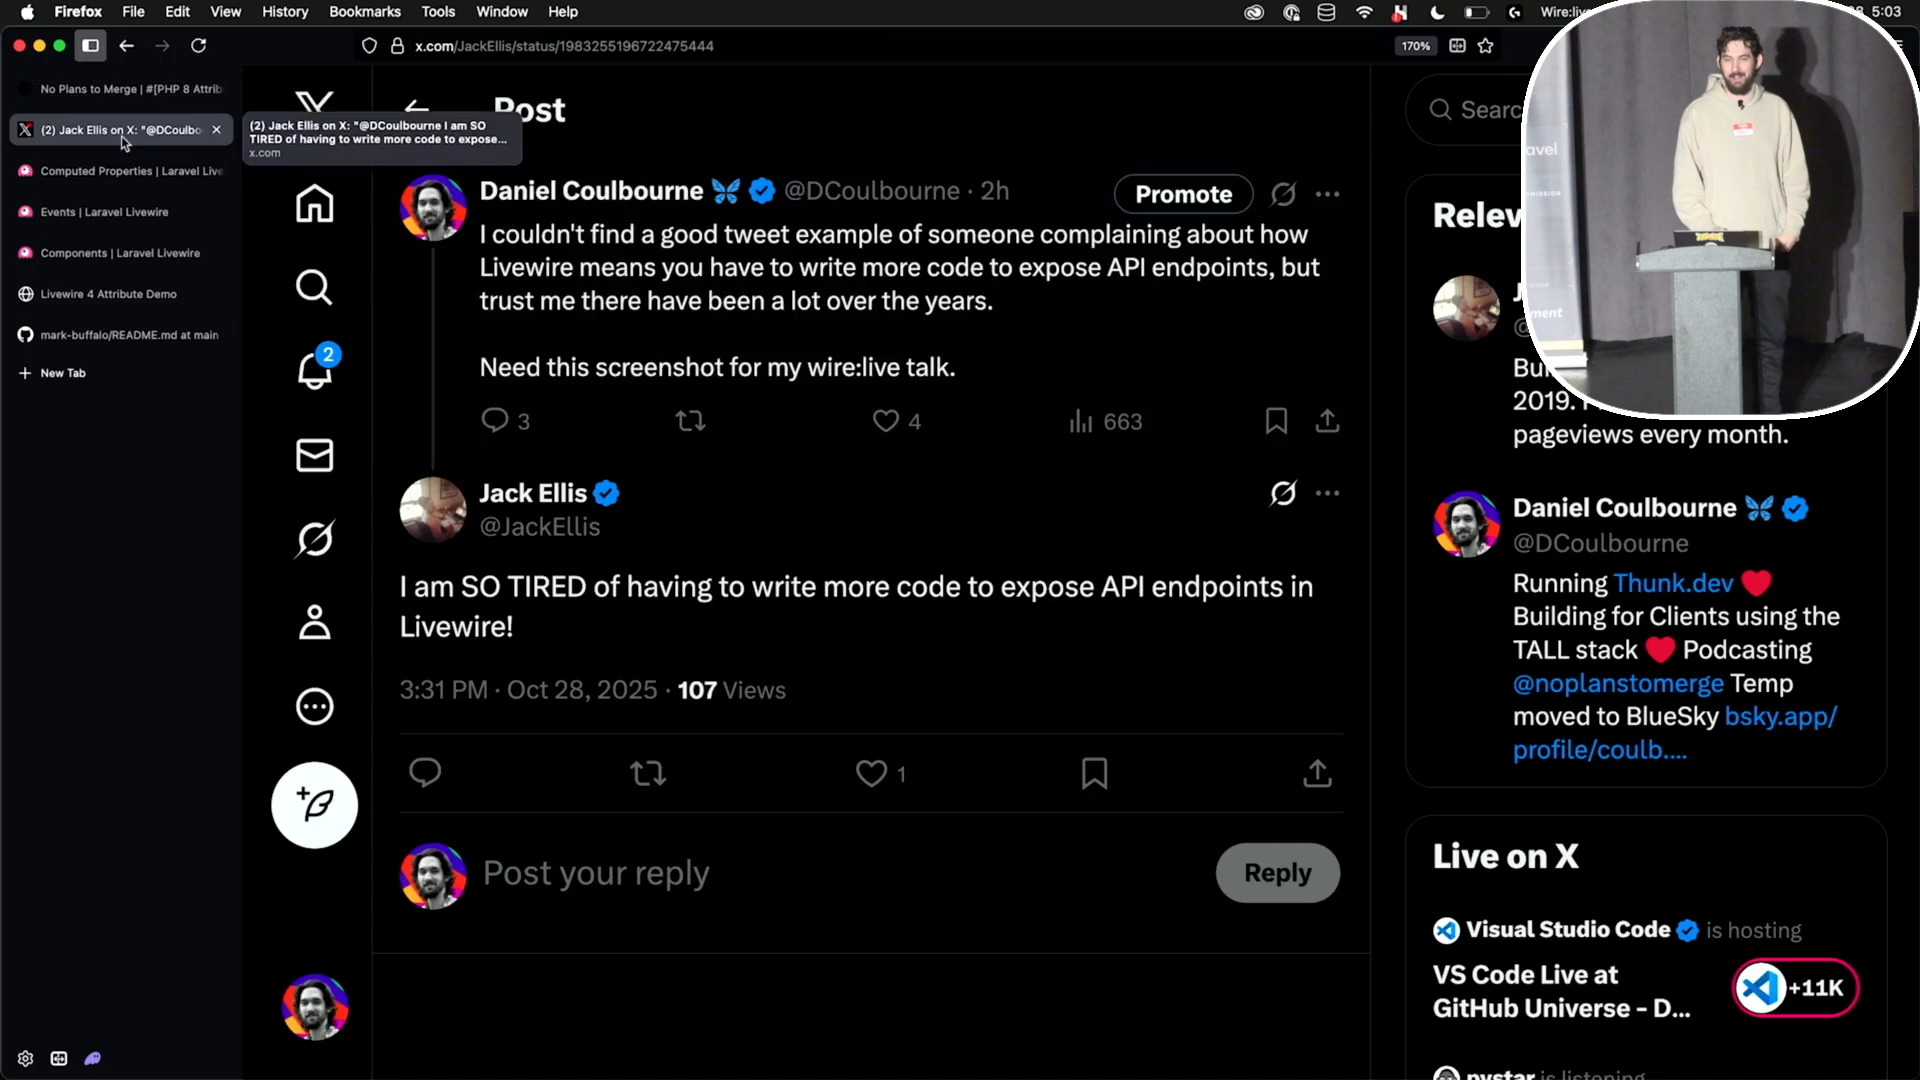 Firefox File Edit View History Bookmarks Tools Window Help
5:03
x.com/JackEllis/status/1983255196722475444
170%
No Plans to Merge | #[PHP 8 Attrib
(2) Jack Ellis on X: "@DCoulbo
Computed Properties | Laravel Live
Events | Laravel Livewire
Components | Laravel Livewire
Livewire 4 Attribute Demo
mark-buffalo/README.md at main
New Tab
(2) Jack Ellis on X: "@DCoulbourne I am SO
TIRED of having to write more code to expose...
x.com
2
Post
Daniel Coulbourne @DCoulbourne · 2h
Promote
I couldn't find a good tweet example of someone complaining about how
Livewire means you have to write more code to expose API endpoints, but
trust me there have been a lot over the years.
Need this screenshot for my wire:live talk.
3
4
663
Jack Ellis
@JackEllis
I am SO TIRED of having to write more code to expose API endpoints in
Livewire!
3:31 PM · Oct 28, 2025 · 107 Views
1
Post your reply
Reply
Searc
Relev
2019.
pageviews every month.
Daniel Coulbourne
@DCoulbourne
Running Thunk.dev
Building for Clients using the
TALL stack Podcasting
@noplanstomerge Temp
moved to BlueSky bsky.app/
profile/coulb....
Live on X
Visual Studio Code is hosting
VS Code Live at
GitHub Universe - D...
+11K
is listening